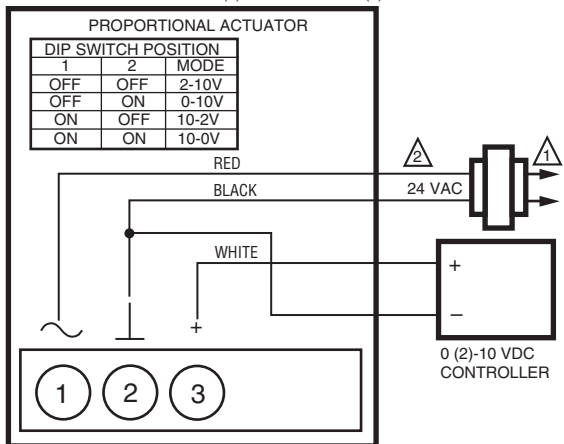 PROPORTIONAL ACTUATOR
DIP SWITCH POSITION
1 2 MODE
OFF OFF 2-10V
OFF ON 0-10V
ON OFF 10-2V
ON ON 10-0V
RED
2
1
BLACK
24 VAC
WHITE
+
+
–
0 (2)-10 VDC
CONTROLLER
1 2 3